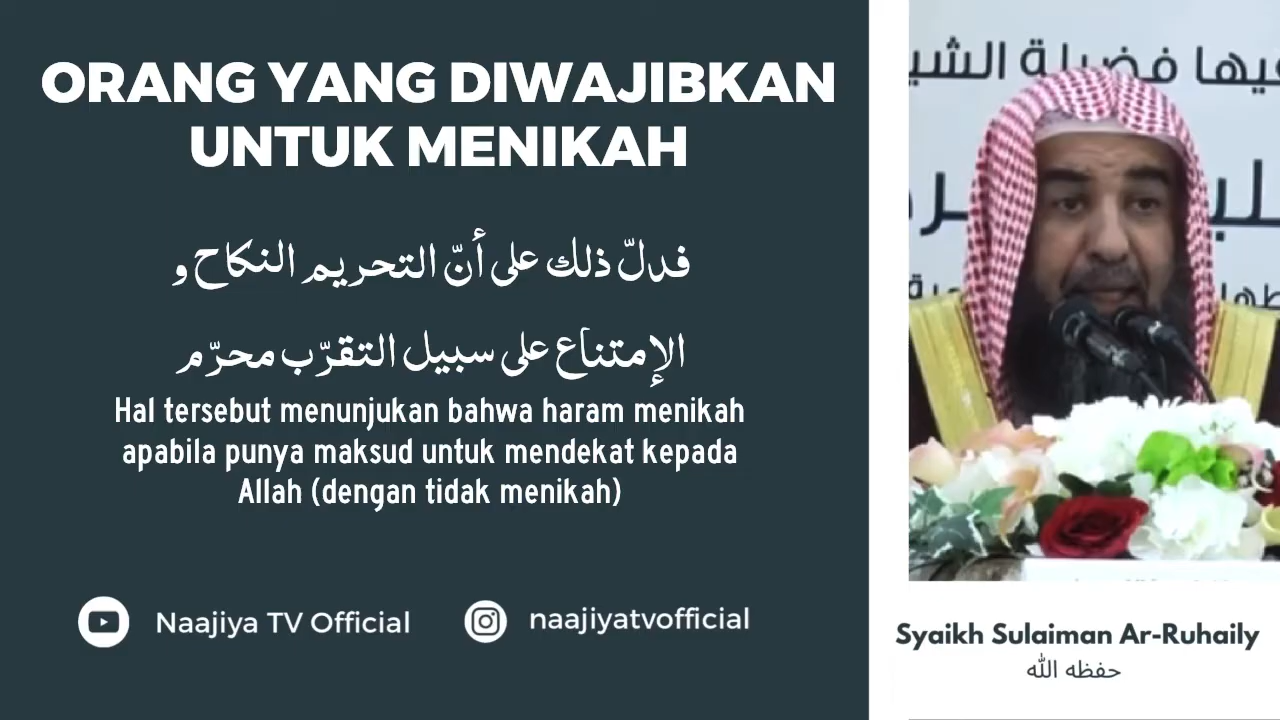 ORANG YANG DIWAJIBKAN
UNTUK MENIKAH
فدلّ ذلك على أنّ التحريم النكاح و
الإمتناع على سبيل التقرّب محرّم
Hal tersebut menunjukan bahwa haram menikah
apabila punya maksud untuk mendekat kepada
Allah (dengan tidak menikah)
Naajiya TV Official
naajiyatvofficial
فضيلة
Syaikh Sulaiman Ar-Ruhaily
حفظه الله